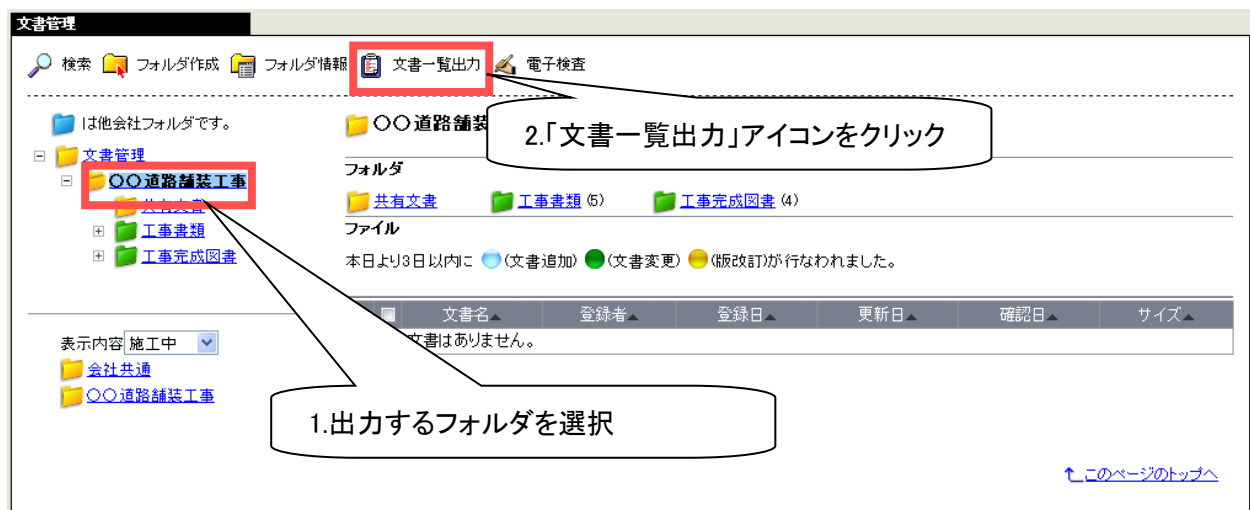 文書管理
検索 フォルダ作成 フォルダ情報 文書一覧出力 電子検査
は他会社フォルダです。
文書管理
〇〇道路舗装工事
共有文書
工事書類
工事完成図書
表示内容 施工中
会社共通
〇〇道路舗装工事
〇〇道路舗装
2.「文書一覧出力」アイコンをクリック
フォルダ
共有文書 工事書類 (5) 工事完成図書 (4)
ファイル
本日より3日以内に (文書追加) (文書変更) (版改訂)が行なわれました。
文書名▲ 登録者▲ 登録日▲ 更新日▲ 確認日▲ サイズ▲
文書はありません。
1.出力するフォルダを選択
↑_このページのトップへ